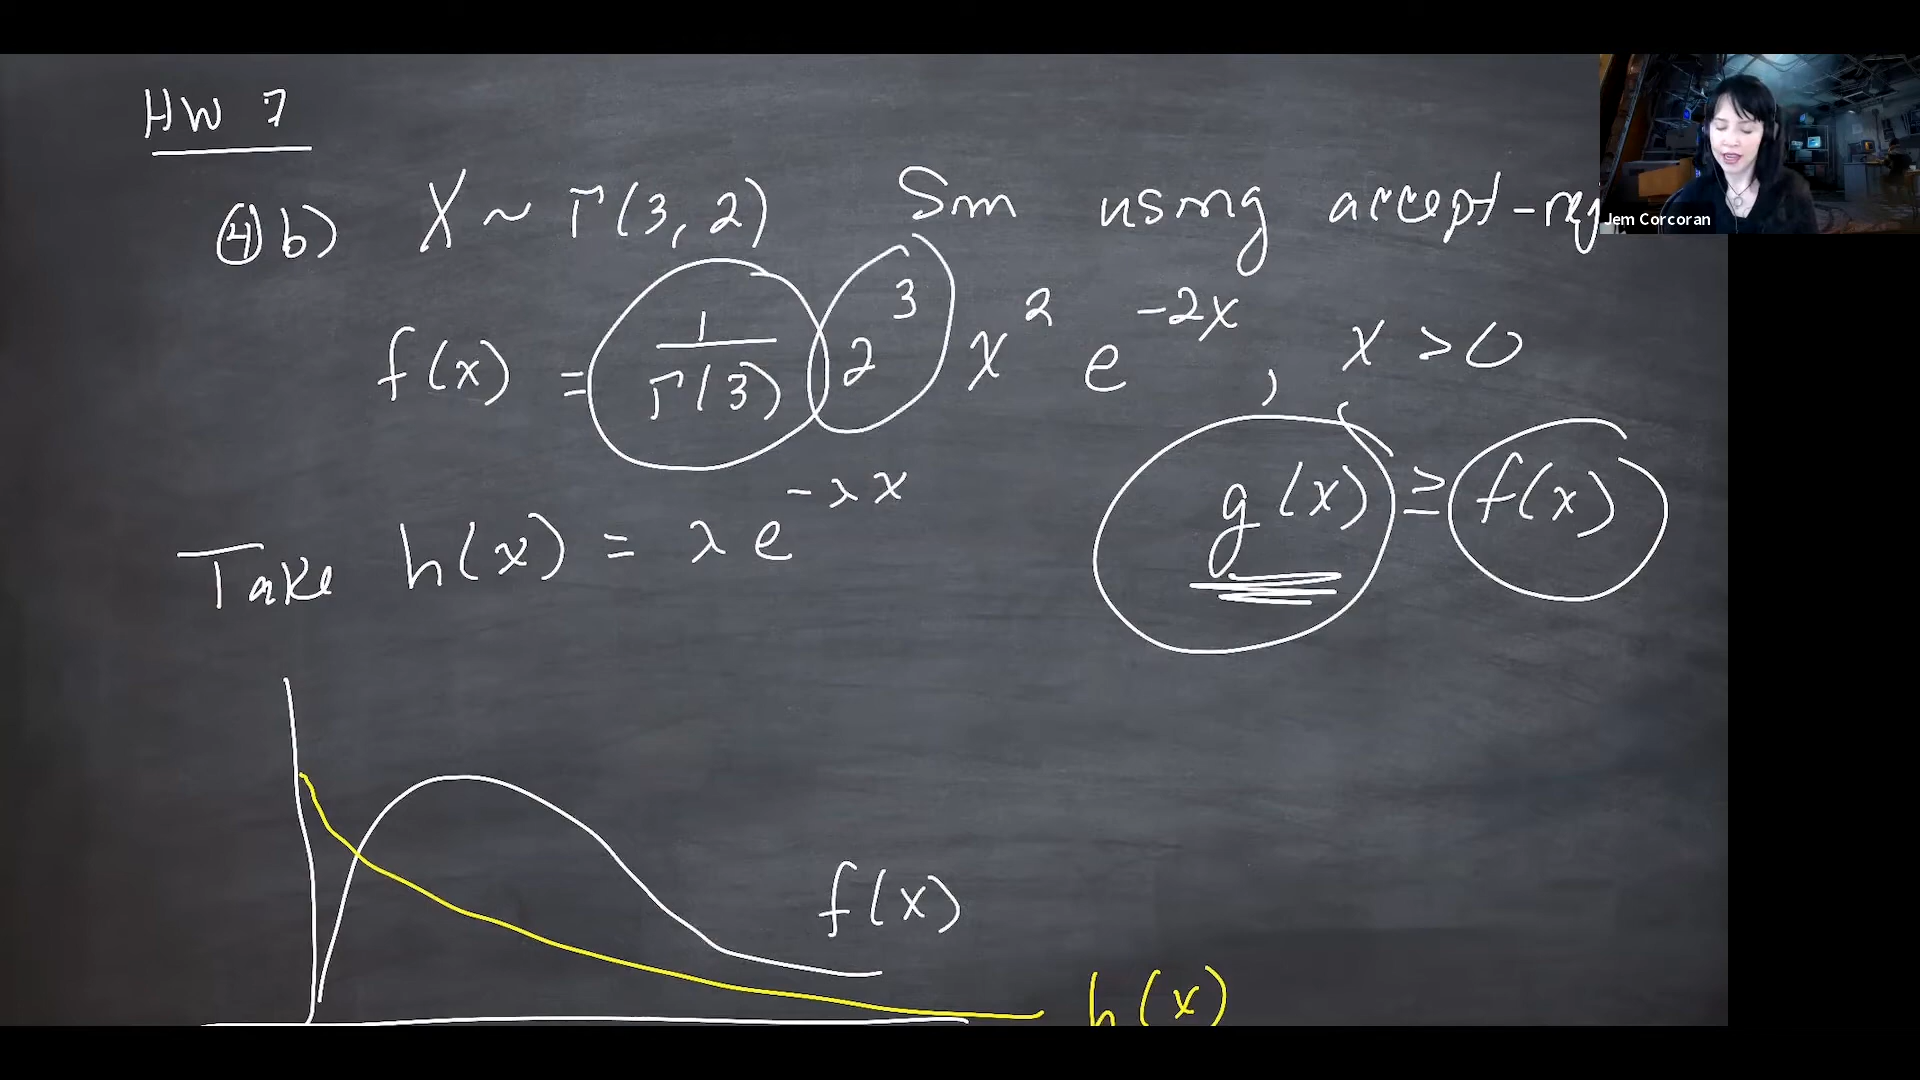 HW 7
④b) X ~ Γ(3, 2) Sim using accept-rej
Jem Corcoran
f(x) = 1/Γ(3) 2^3 x^2 e^{-2x}, x > 0
g(x) ≥ f(x)
Take h(x) = λ e^{-λx}
f(x)
h(x)